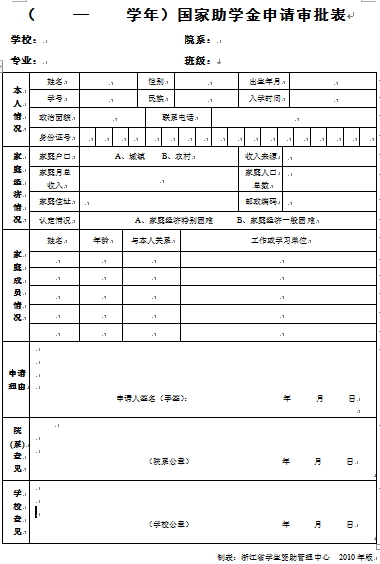 （ — 学年）国家助学金申请审批表
学校： 院系：
专业： 班级：
本人情况
姓名 性别 出生年月
学号 民族 入学时间
政治面貌 联系电话
身份证号
家庭经济情况
家庭户口 A、城镇 B、农村 收入来源
家庭月总收入 家庭人口总数
家庭住址 邮政编码
认定情况 A、家庭经济特别困难 B、家庭经济一般困难
家庭成员情况
姓名 年龄 与本人关系 工作或学习单位
申请理由
申请人签名（手签）： 年 月 日
院（系）意见
（院系公章） 年 月 日
学校意见
（学校公章） 年 月 日
制表：浙江省学生资助管理中心 2010年版